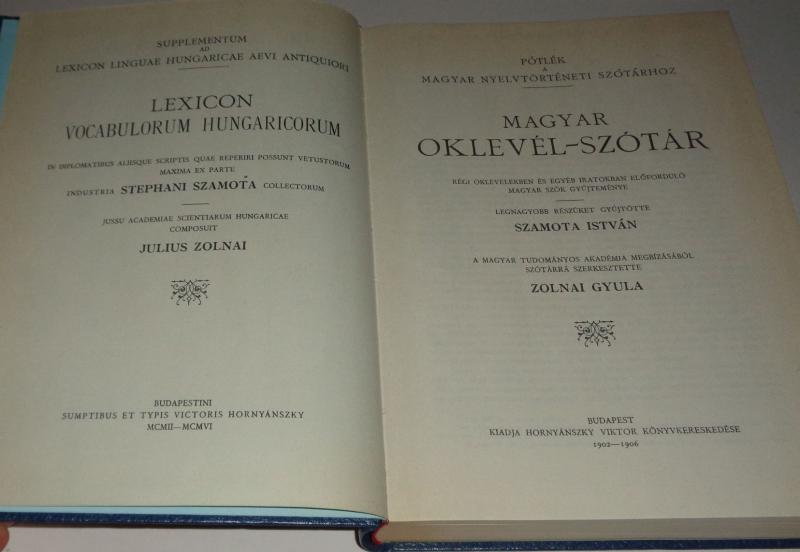 SUPPLEMENTUM
AD
LEXICON LINGUAE HUNGARICAE AEVI ANTIQUIORI
LEXICON
VOCABULORUM HUNGARICORUM
IN DIPLOMATIBUS ALIISQUE SCRIPTIS QUAE REPERIRI POSSUNT VETUSTORUM
MAXIMA EX PARTE
INDUSTRIA STEPHANI SZAMOTA COLLECTORUM
JUSSU ACADEMIAE SCIENTIARUM HUNGARICAE
COMPOSUIT
JULIUS ZOLNAI
BUDAPESTINI
SUMPTIBUS ET TYPIS VICTORIS HORNYÁNSZKY
MCMII—MCMVI
PÓTLÉK
A
MAGYAR NYELVTÖRTÉNETI SZÓTÁRHOZ
MAGYAR
OKLEVÉL-SZÓTÁR
RÉGI OKLEVELEKBEN ÉS EGYÉB IRATOKBAN ELŐFORDULÓ
MAGYAR SZÓK GYŰJTEMÉNYE
LEGNAGYOBB RÉSZÜKET GYŰJTÖTTE
SZAMOTA ISTVÁN
A MAGYAR TUDOMÁNYOS AKADÉMIA MEGBÍZÁSÁBÓL
SZÓTÁRRÁ SZERKESZTETTE
ZOLNAI GYULA
BUDAPEST
KIADJA HORNYÁNSZKY VIKTOR KÖNYVKERESKEDÉSE
1902—1906